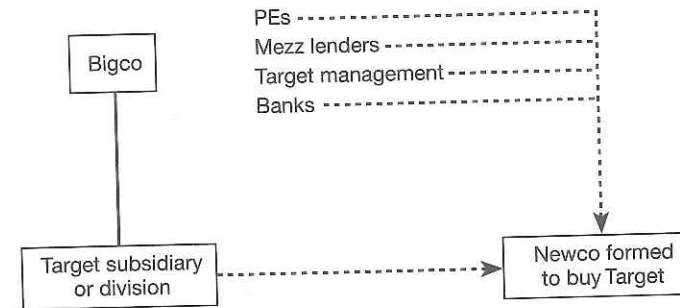 PEs
Mezz lenders
Target management
Banks
Bigco
Target subsidiary
or division
Newco formed
to buy Target